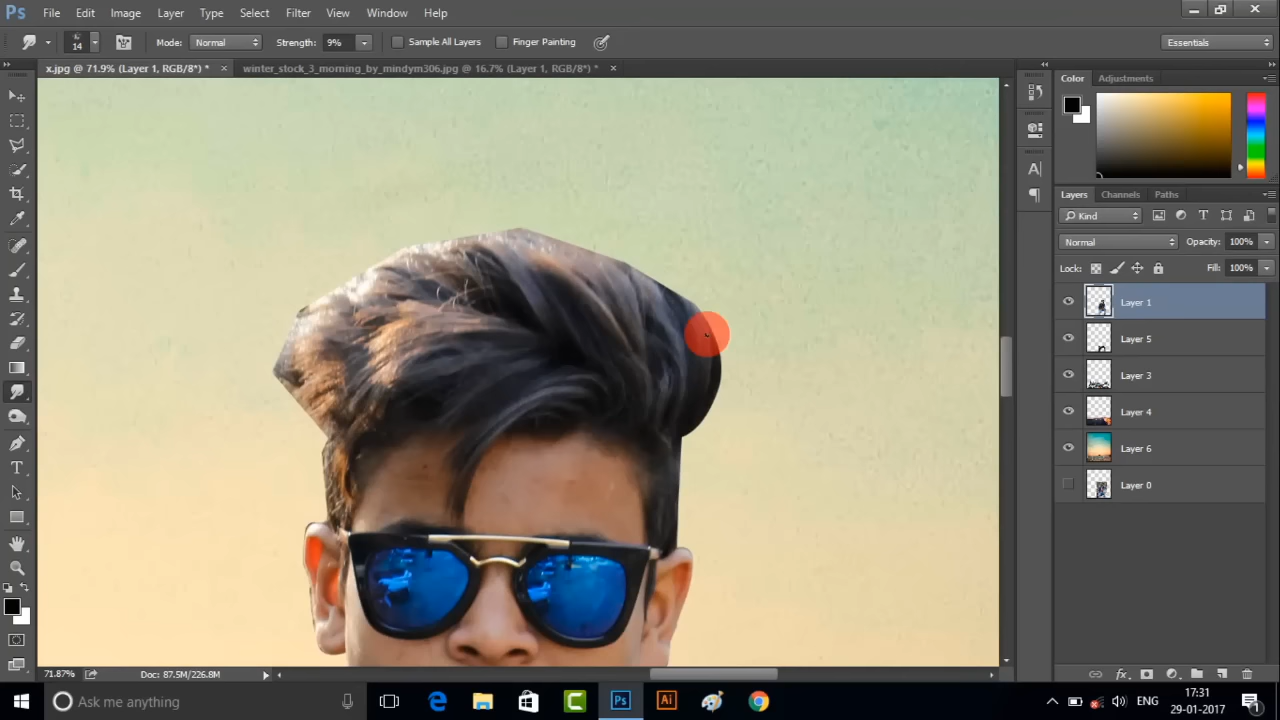 Ps File Edit Image Layer Type Select Filter 3D View Window Help
14 Mode: Normal Strength: 9% Sample All Layers Finger Painting Essentials
x.jpg @ 71.9% (Layer 1, RGB/8*) * × winter_stock_3_morning_by_mindym306.jpg @ 16.7% (Layer 1, RGB/8*) * ×
Color Adjustments
Layers Channels Paths
Kind
Normal Opacity: 100%
Lock: Fill: 100%
Layer 1
Layer 5
Layer 3
Layer 4
Layer 6
Layer 0
71.87% Doc: 87.5M/226.8M
Ask me anything
ENG
17:31
29-01-2017